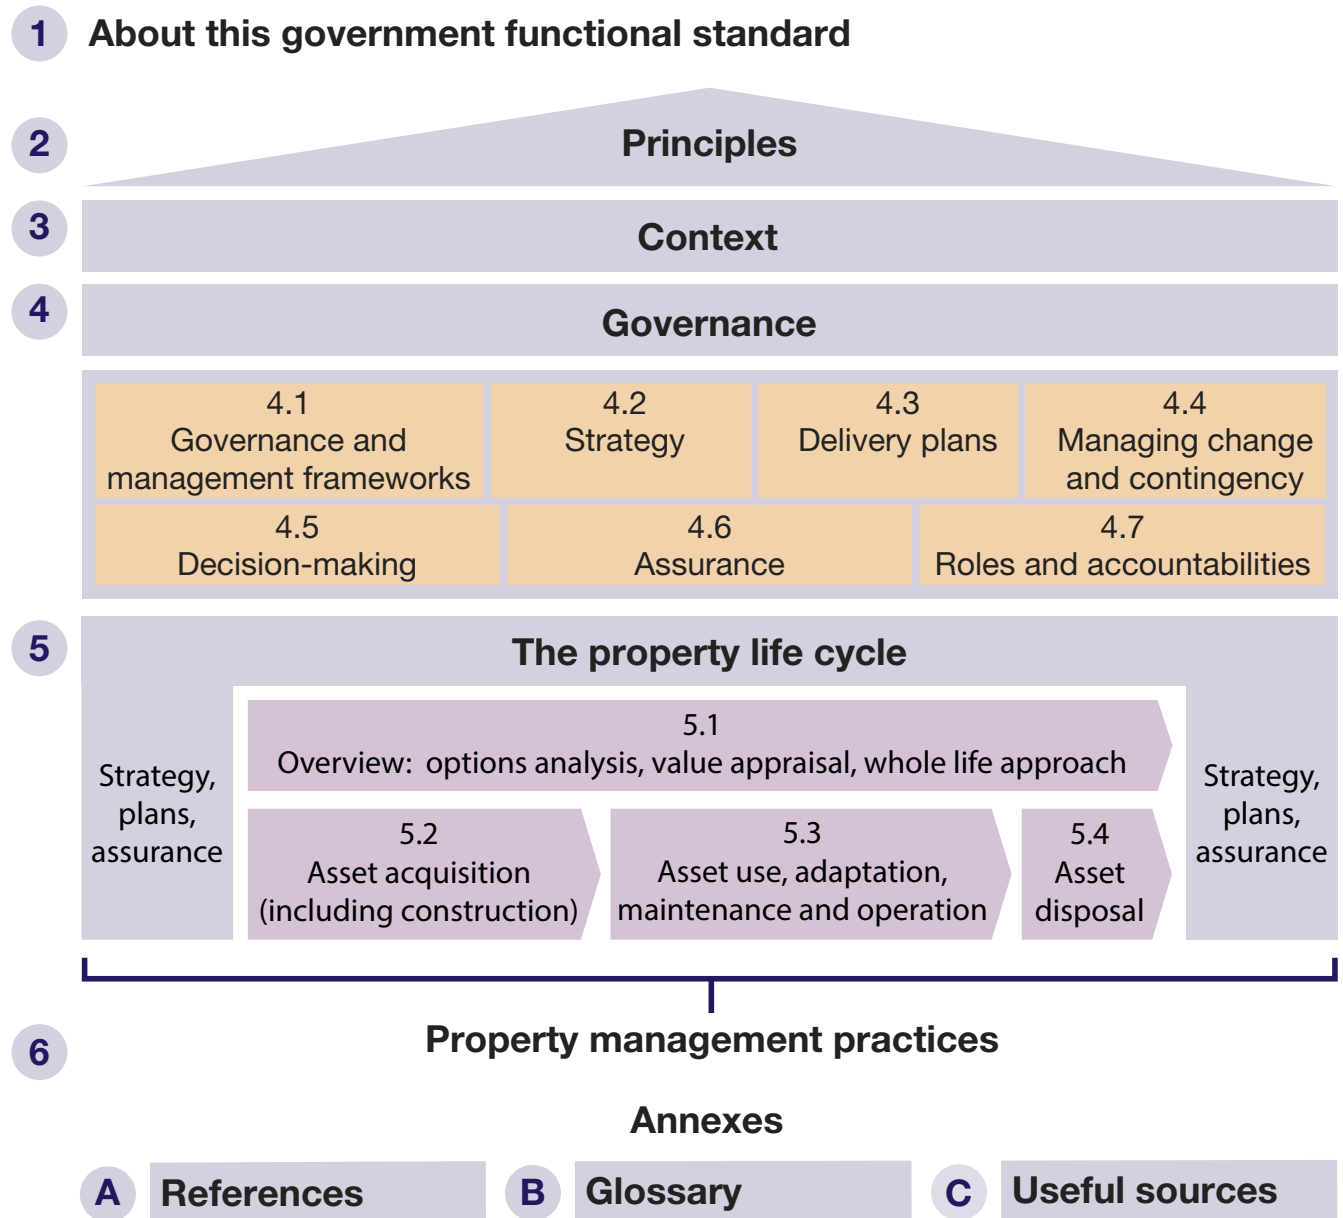 1 About this government functional standard
2 Principles
3 Context
4 Governance
4.1
Governance and
management frameworks
4.2
Strategy
4.3
Delivery plans
4.4
Managing change
and contingency
4.5
Decision-making
4.6
Assurance
4.7
Roles and accountabilities
5 The property life cycle
Strategy,
plans,
assurance
5.1
Overview: options analysis, value appraisal, whole life approach
5.2
Asset acquisition
(including construction)
5.3
Asset use, adaptation,
maintenance and operation
5.4
Asset
disposal
Strategy,
plans,
assurance
6 Property management practices
Annexes
A References
B Glossary
C Useful sources